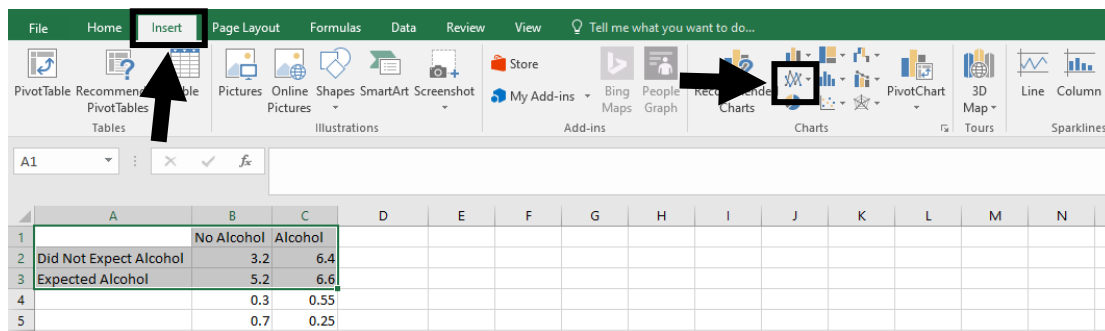 File Home Insert Page Layout Formulas Data Review View Tell me what you want to do...
PivotTable Recommen PivotTables ble
Pictures Online Pictures Shapes SmartArt Screenshot
Store
My Add-ins
Bing Maps People Graph
Charts
PivotChart
3D Map
Line Column
Tables Illustrations Add-ins Charts Tours Sparklines
A1 fx
A B C D E F G H I J K L M N
1 No Alcohol Alcohol
2 Did Not Expect Alcohol 3.2 6.4
3 Expected Alcohol 5.2 6.6
4 0.3 0.55
5 0.7 0.25